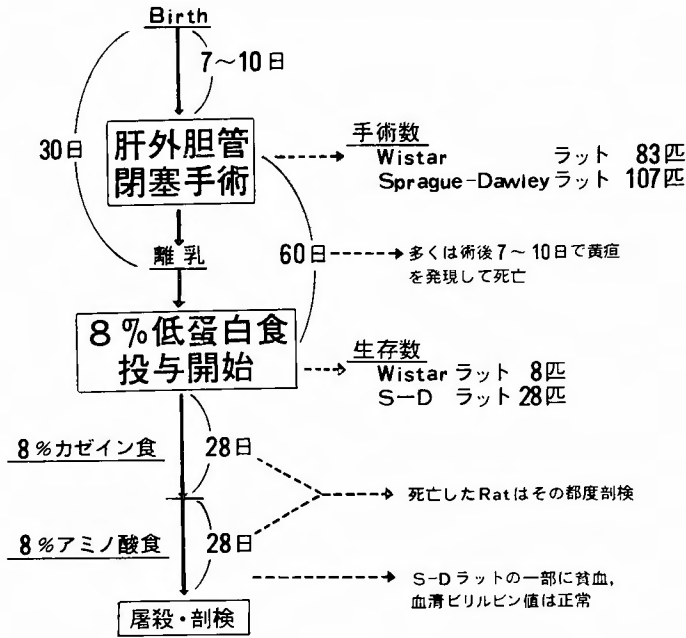 Birth
7～10日
30日
肝外胆管
閉塞手術
手術数
Wistar ラット 83匹
Sprague-Dawley ラット 107匹
離乳
60日
多くは術後7～10日で黄疸
を発現して死亡
8%低蛋白食
投与開始
生存数
Wistar ラット 8匹
S-D ラット 28匹
8%カゼイン食
28日
死亡したRatはその都度剖検
8%アミノ酸食
28日
S-Dラットの一部に貧血,
血清ビリルビン値は正常
屠殺・剖検